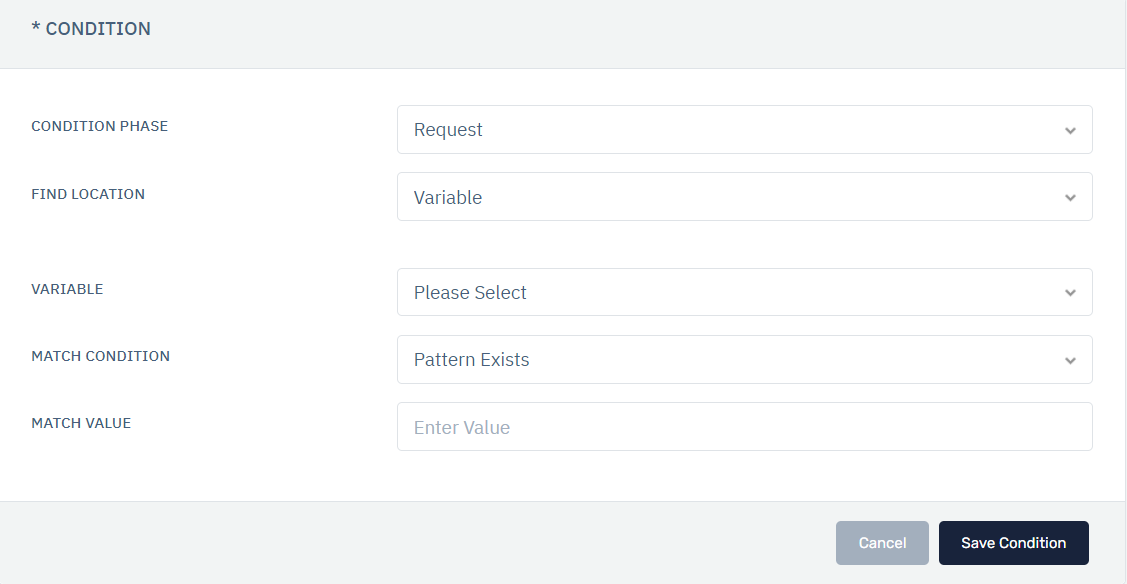 * CONDITION
CONDITION PHASE
Request
FIND LOCATION
Variable
VARIABLE
Please Select
MATCH CONDITION
Pattern Exists
MATCH VALUE
Enter Value
Cancel
Save Condition